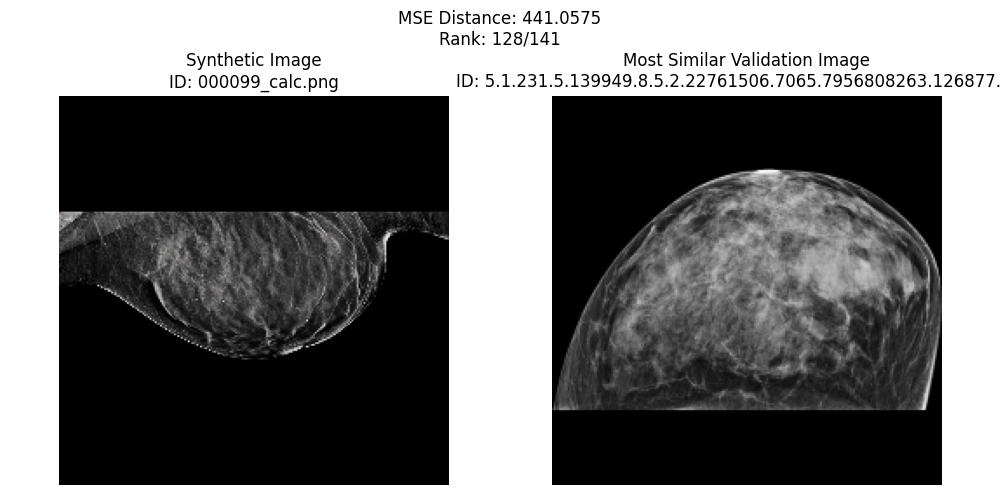 MSE Distance: 441.0575
Rank: 128/141
Synthetic Image
ID: 000099_calc.png
Most Similar Validation Image
ID: 5.1.231.5.139949.8.5.2.22761506.7065.7956808263.126877.